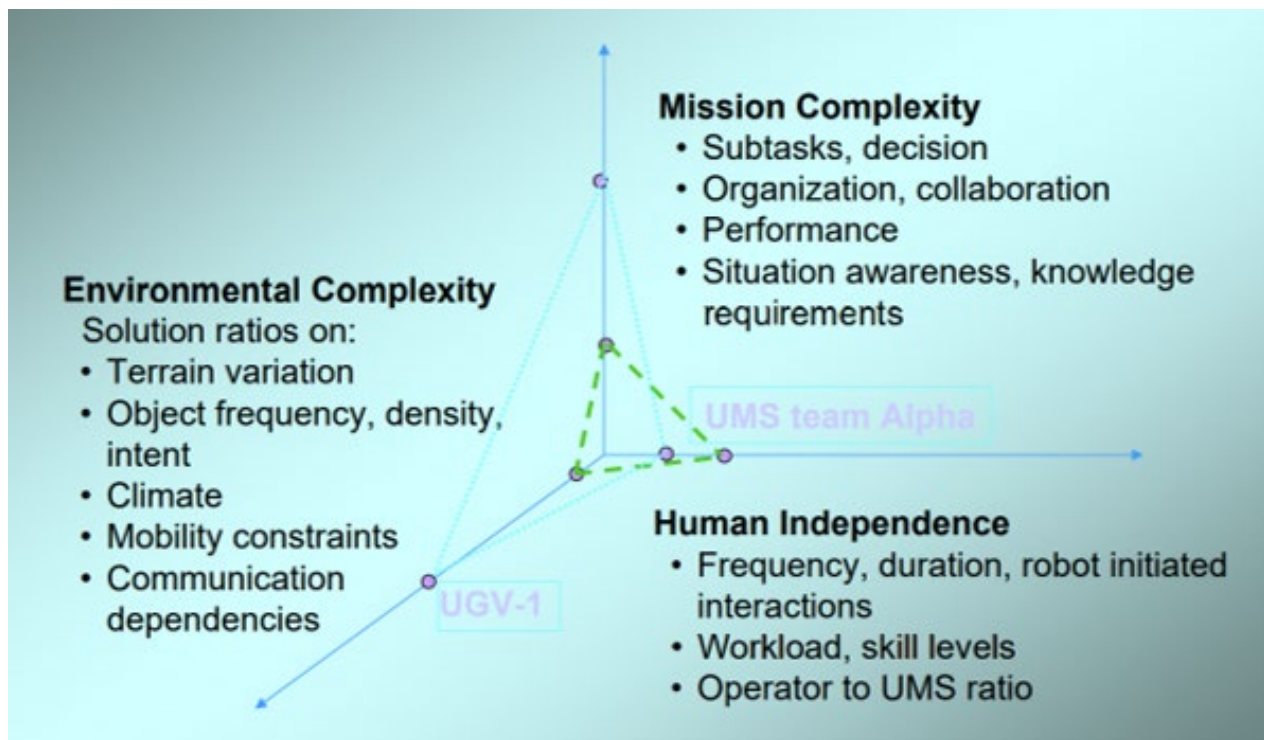 Mission Complexity
• Subtasks, decision
• Organization, collaboration
• Performance
• Situation awareness, knowledge
requirements
Environmental Complexity
Solution ratios on:
• Terrain variation
• Object frequency, density,
intent
• Climate
• Mobility constraints
• Communication
dependencies
UMS team Alpha
UGV-1
Human Independence
• Frequency, duration, robot initiated
interactions
• Workload, skill levels
• Operator to UMS ratio